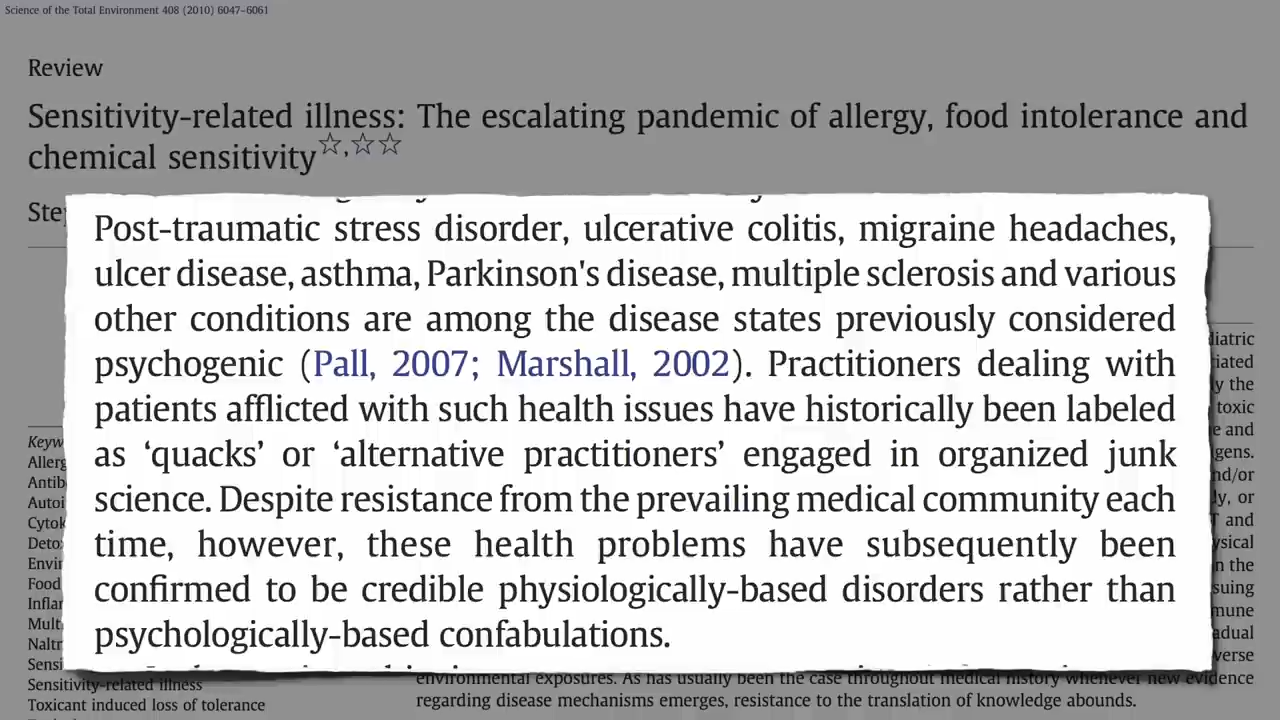 Science of the Total Environment 408 (2010) 6047–6061
Review
Sensitivity-related illness: The escalating pandemic of allergy, food intolerance and
chemical sensitivity☆,☆☆
Post-traumatic stress disorder, ulcerative colitis, migraine headaches,
ulcer disease, asthma, Parkinson's disease, multiple sclerosis and various
other conditions are among the disease states previously considered
psychogenic (Pall, 2007; Marshall, 2002). Practitioners dealing with
patients afflicted with such health issues have historically been labeled
as ‘quacks’ or ‘alternative practitioners’ engaged in organized junk
science. Despite resistance from the prevailing medical community each
time, however, these health problems have subsequently been
confirmed to be credible physiologically-based disorders rather than
psychologically-based confabulations.
toxic
and
the
Food
Sensitivity-related illness
Toxicant induced loss of tolerance
environmental exposures. As has usually been the case throughout medical history whenever new evidence
regarding disease mechanisms emerges, resistance to the translation of knowledge abounds.